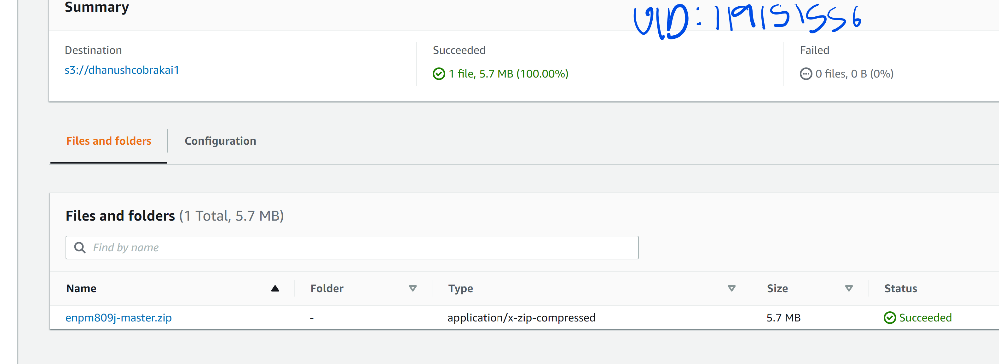 Summary
UID: 119151556
Destination
s3://dhanushcobrakai1
Succeeded
1 file, 5.7 MB (100.00%)
Failed
0 files, 0 B (0%)
Files and folders
Configuration
Files and folders (1 Total, 5.7 MB)
Find by name
Name Folder Type Size Status
enpm809j-master.zip - application/x-zip-compressed 5.7 MB Succeeded